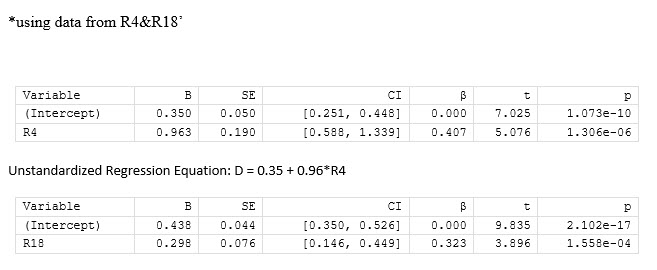 *using data from R4&R18’
Variable B SE CI β t p
(Intercept) 0.350 0.050 [0.251, 0.448] 0.000 7.025 1.073e-10
R4 0.963 0.190 [0.588, 1.339] 0.407 5.076 1.306e-06
Unstandardized Regression Equation: D = 0.35 + 0.96*R4
Variable B SE CI β t p
(Intercept) 0.438 0.044 [0.350, 0.526] 0.000 9.835 2.102e-17
R18 0.298 0.076 [0.146, 0.449] 0.323 3.896 1.558e-04